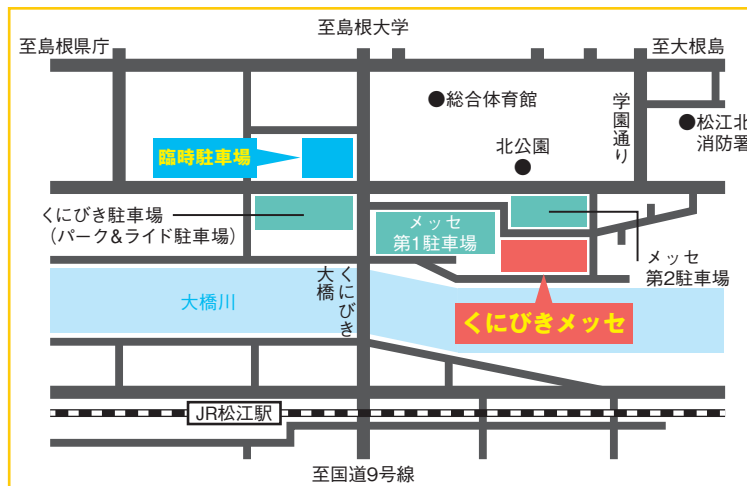 至島根大学
至島根県庁
至大根島
●総合体育館
学園通り
●松江北
消防署
臨時駐車場
北公園
くにびき駐車場
(パーク&ライド駐車場)
メッセ
第1駐車場
メッセ
第2駐車場
くにびき
大橋
大橋川
くにびきメッセ
JR松江駅
至国道9号線